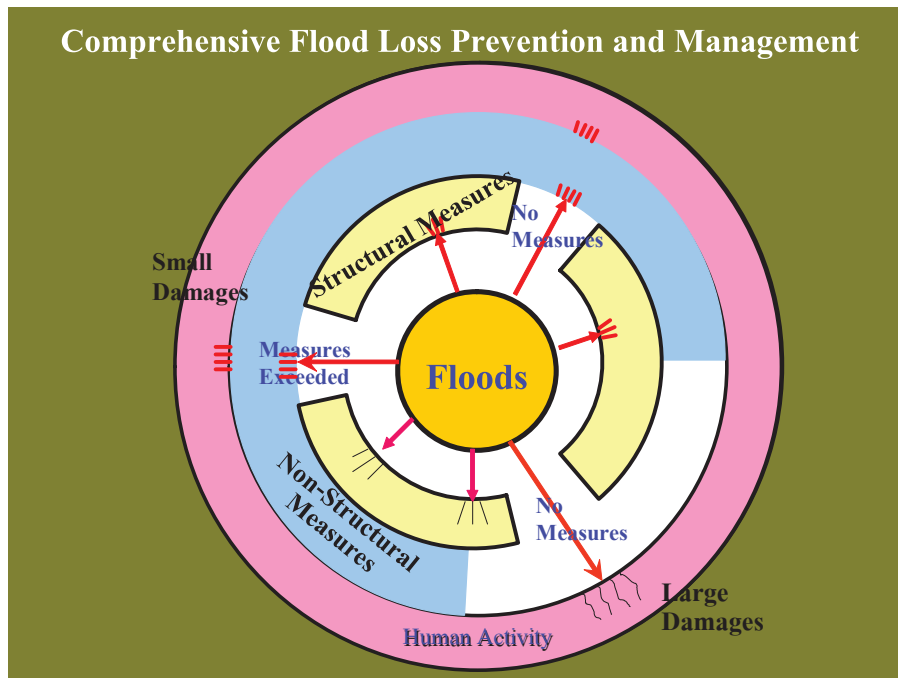 Comprehensive Flood Loss Prevention and Management
Structural Measures
No
Measures
Small
Damages
Measures
Exceeded
Floods
Non-Structural
Measures
No
Measures
Large
Damages
Human Activity